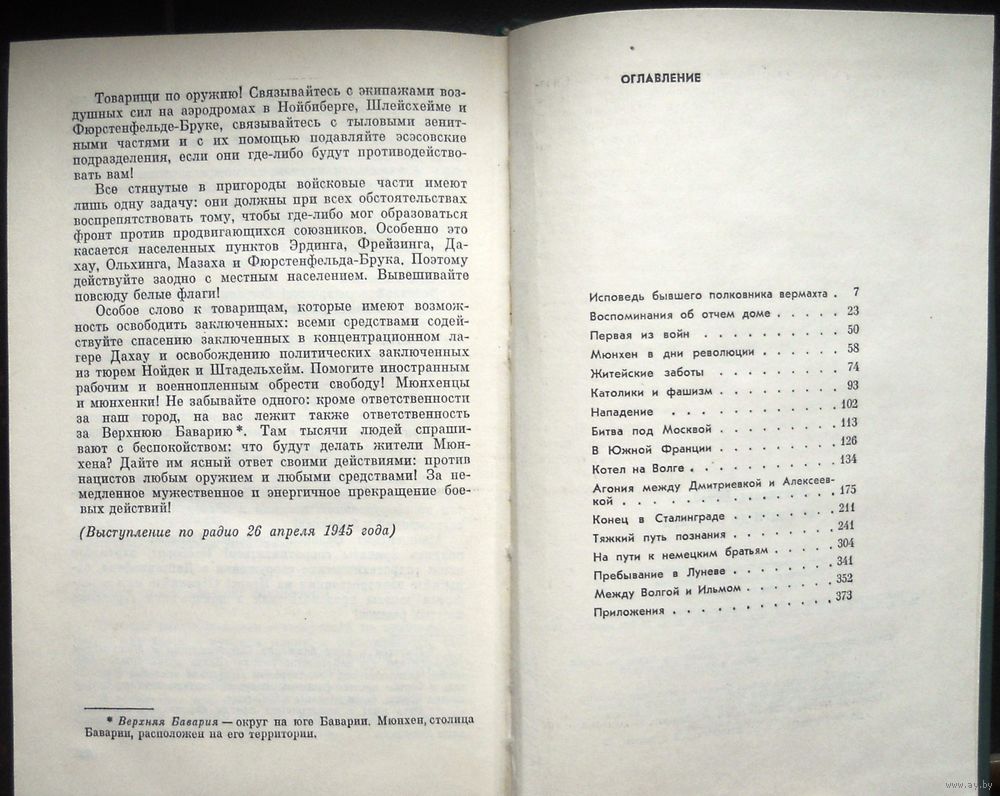 Товарищи по оружию! Связывайтесь с экипажами воз-
душных сил на аэродромах в Нойбиберге, Шлейсхейме и
Фюрстенфельде-Бруке, связывайтесь с тыловыми зенит-
ными частями и с их помощью подавляйте эсэсовские
подразделения, если они где-либо будут противодейство-
вать вам!
Все стянутые в пригороды войсковые части имеют
лишь одну задачу: они должны при всех обстоятельствах
воспрепятствовать тому, чтобы где-либо мог образоваться
фронт против продвигающихся союзников. Особенно это
касается населенных пунктов Эрдинга, Фрейзинга, Да-
хау, Ольхинга, Мазаха и Фюрстенфельда-Брука. Поэтому
действуйте заодно с местным населением. Вывешивайте
повсюду белые флаги!
Особое слово к товарищам, которые имеют возмож-
ность освободить заключенных: всеми средствами содей-
ствуйте спасению заключенных в концентрационном ла-
гере Дахау и освобождению политических заключенных
из тюрем Нойдек и Штадельхейм. Помогите иностранным
рабочим и военнопленным обрести свободу! Мюнхенцы
и мюнхенки! Не забывайте одного: кроме ответственности
за наш город, на вас лежит также ответственность
за Верхнюю Баварию*. Там тысячи людей спраши-
вают с беспокойством: что будут делать жители Мюн-
хена? Дайте им ясный ответ своими действиями: против
нацистов любым оружием и любыми средствами! За не-
медленное мужественное и энергичное прекращение бое-
вых действий!
(Выступление по радио 26 апреля 1945 года)
* Верхняя Бавария — округ на юге Баварии. Мюнхен, столица
Баварии, расположен на его территории.
ОГЛАВЛЕНИЕ
Исповедь бывшего полковника вермахта . 7
Воспоминания об отчем доме . . . . . 23
Первая из войн . . . . . . . . . 50
Мюнхен в дни революции . . . . . . 58
Житейские заботы . . . . . . . . . 74
Католики и фашизм . . . . . . . . 93
Нападение . . . . . . . . . . . 102
Битва под Москвой . . . . . . . . 113
В Южной Франции . . . . . . . . 126
Котел на Волге . . . . . . . . . . 134
Агония между Дмитриевкой и Алексеев-
кой . . . . . . . . . . . . . . 175
Конец в Сталинграде . . . . . . . 211
Тяжкий путь познания . . . . . . . 241
На пути к немецким братьям . . . . . 304
Пребывание в Луневе . . . . . . . 341
Между Волгой и Ильмом . . . . . . 352
Приложения . . . . . . . . . . . 373
www.ay.by